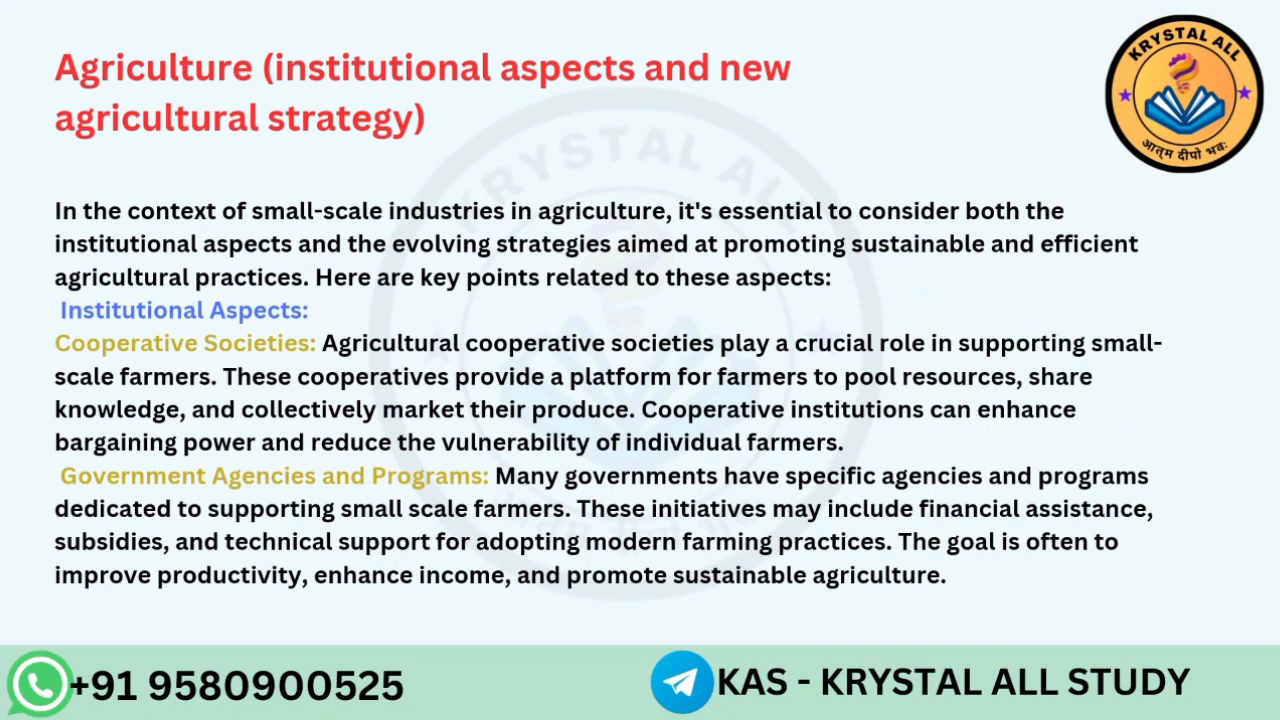 Agriculture (institutional aspects and new
agricultural strategy)
KRYSTAL ALL
आत्म दीपो भवः
In the context of small-scale industries in agriculture, it's essential to consider both the
institutional aspects and the evolving strategies aimed at promoting sustainable and efficient
agricultural practices. Here are key points related to these aspects:
Institutional Aspects:
Cooperative Societies: Agricultural cooperative societies play a crucial role in supporting small-
scale farmers. These cooperatives provide a platform for farmers to pool resources, share
knowledge, and collectively market their produce. Cooperative institutions can enhance
bargaining power and reduce the vulnerability of individual farmers.
Government Agencies and Programs: Many governments have specific agencies and programs
dedicated to supporting small scale farmers. These initiatives may include financial assistance,
subsidies, and technical support for adopting modern farming practices. The goal is often to
improve productivity, enhance income, and promote sustainable agriculture.
KRYSTAL ALL
+91 9580900525
KAS - KRYSTAL ALL STUDY